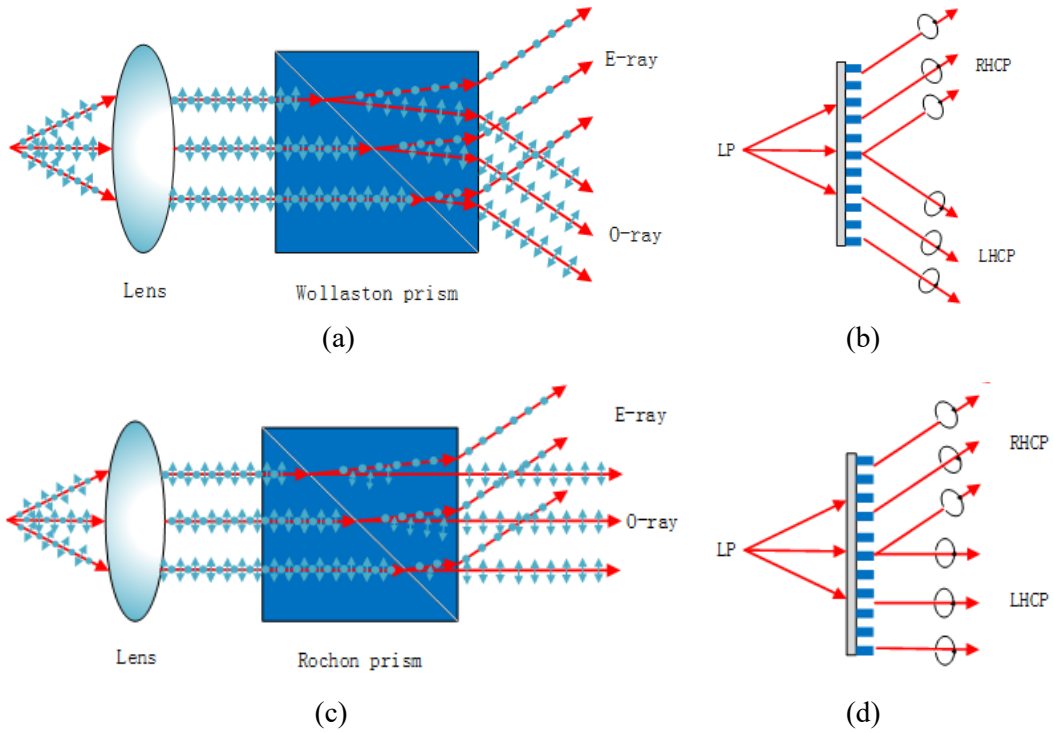 E-ray
O-ray
Lens
Wollaston prism
(a)
RHCP
LP
LHCP
(b)
E-ray
O-ray
Lens
Rochon prism
(c)
RHCP
LP
LHCP
(d)